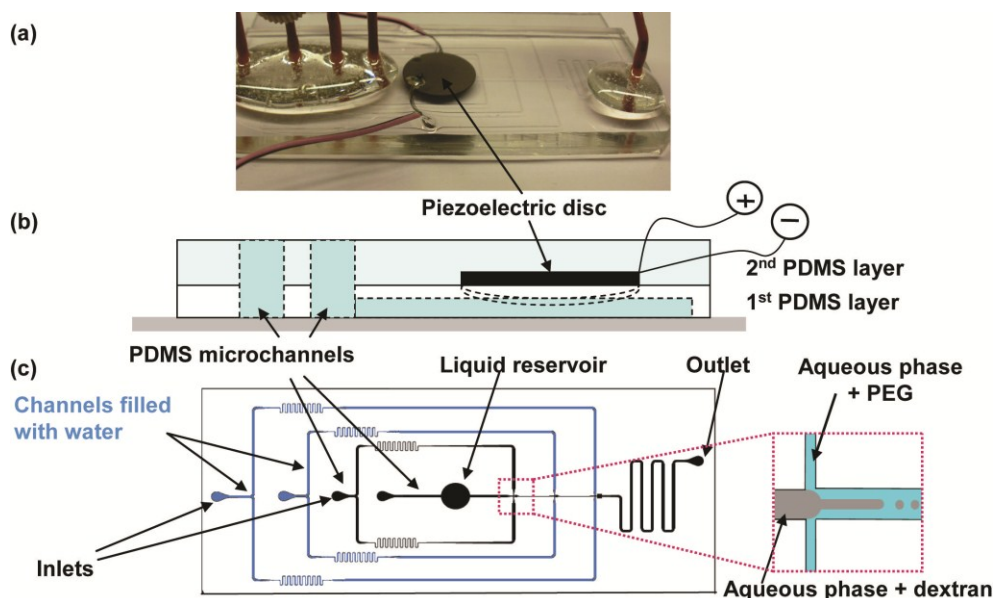 (a)
Piezoelectric disc
(b)
+
−
2nd PDMS layer
1st PDMS layer
PDMS microchannels
(c)
Liquid reservoir
Outlet
Aqueous phase
+ PEG
Channels filled
with water
Inlets
Aqueous phase + dextran